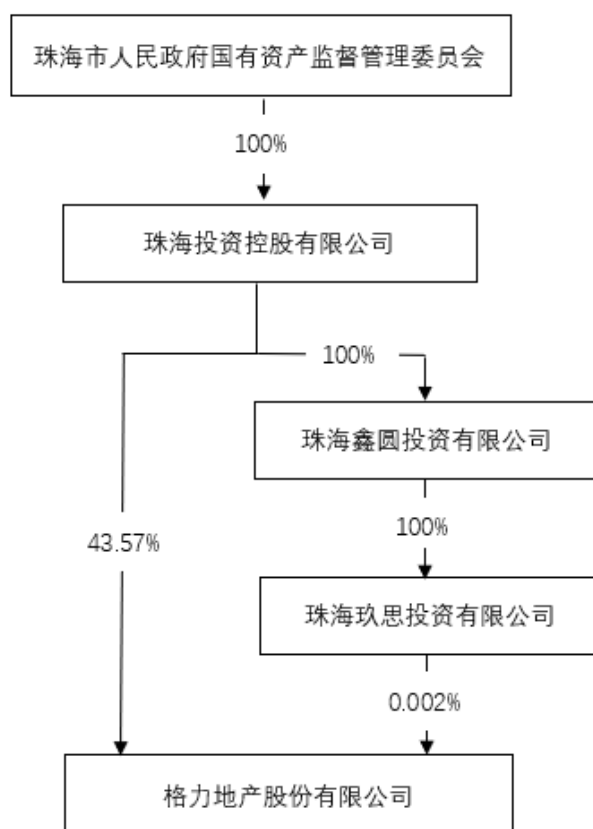 珠海市人民政府国有资产监督管理委员会
100%
珠海投资控股有限公司
100%
珠海鑫圆投资有限公司
100%
43.57%
珠海玖思投资有限公司
0.002%
格力地产股份有限公司